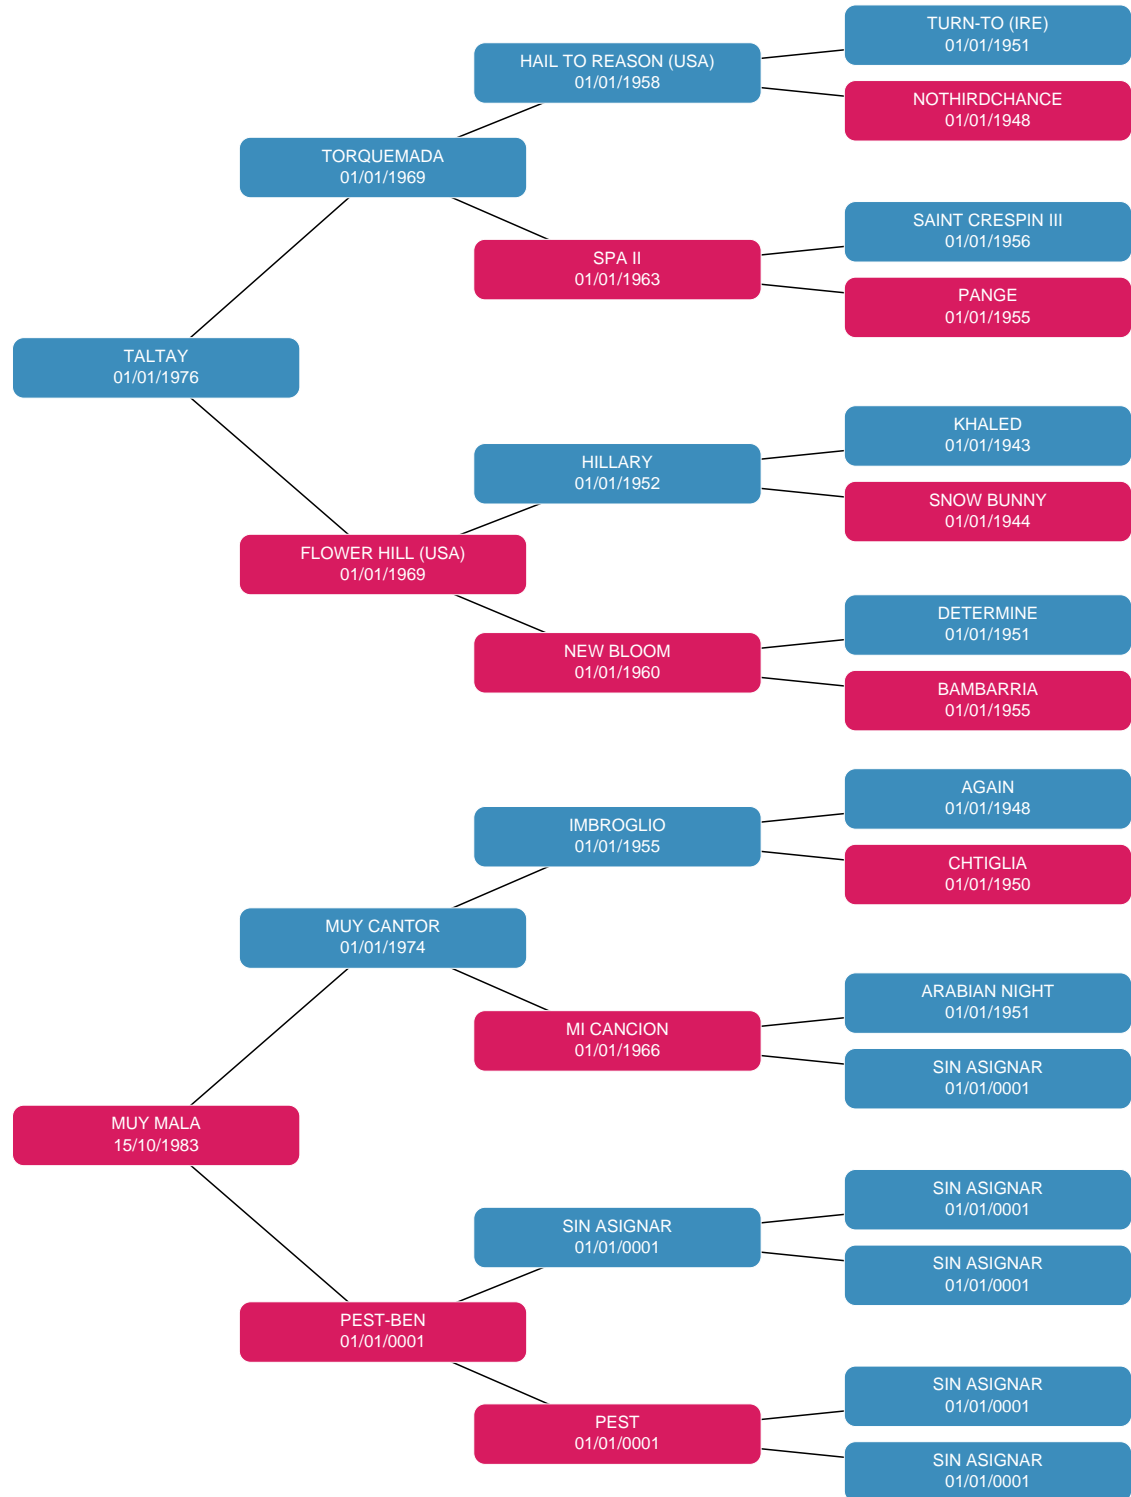 TURN-TO (IRE)
01/01/1951
HAIL TO REASON (USA)
01/01/1958
NOTHIRDCHANCE
01/01/1948
TORQUEMADA
01/01/1969
SAINT CRESPIN III
01/01/1956
SPA II
01/01/1963
PANGE
01/01/1955
TALTAY
01/01/1976
KHALED
01/01/1943
HILLARY
01/01/1952
SNOW BUNNY
01/01/1944
FLOWER HILL (USA)
01/01/1969
DETERMINE
01/01/1951
NEW BLOOM
01/01/1960
BAMBARRIA
01/01/1955
AGAIN
01/01/1948
IMBROGLIO
01/01/1955
CHTIGLIA
01/01/1950
MUY CANTOR
01/01/1974
ARABIAN NIGHT
01/01/1951
MI CANCION
01/01/1966
SIN ASIGNAR
01/01/0001
MUY MALA
15/10/1983
SIN ASIGNAR
01/01/0001
SIN ASIGNAR
01/01/0001
SIN ASIGNAR
01/01/0001
PEST-BEN
01/01/0001
SIN ASIGNAR
01/01/0001
PEST
01/01/0001
SIN ASIGNAR
01/01/0001